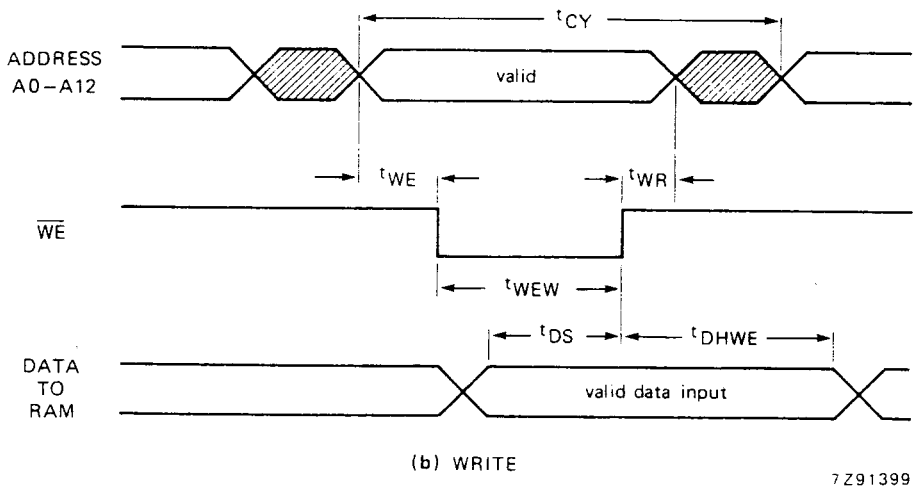 tCY
ADDRESS
A0-A12
valid
tWE
tWR
WE
tWEW
tDS
tDHWE
DATA
TO
RAM
valid data input
(b) WRITE
7Z91399